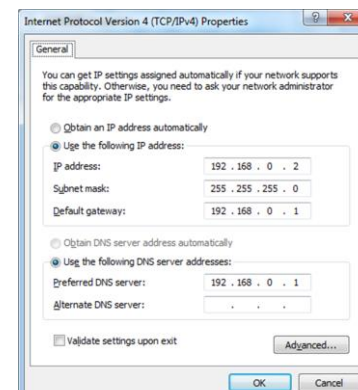 Internet Protocol Version 4 (TCP/IPv4) Properties
General
You can get IP settings assigned automatically if your network supports
this capability. Otherwise, you need to ask your network administrator
for the appropriate IP settings.
Obtain an IP address automatically
Use the following IP address:
IP address: 192 . 168 . 0 . 2
Subnet mask: 255 . 255 . 255 . 0
Default gateway: 192 . 168 . 0 . 1
Obtain DNS server address automatically
Use the following DNS server addresses:
Preferred DNS server: 192 . 168 . 0 . 1
Alternate DNS server: . . .
Validate settings upon exit
Advanced...
OK Cancel